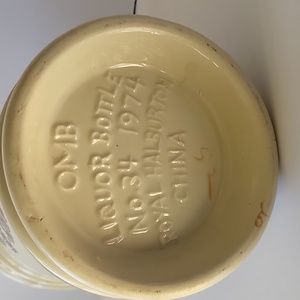 OMB
LIQUOR BOTTLE
No. 34 1974
ROYAL HALBURTON
CHINA